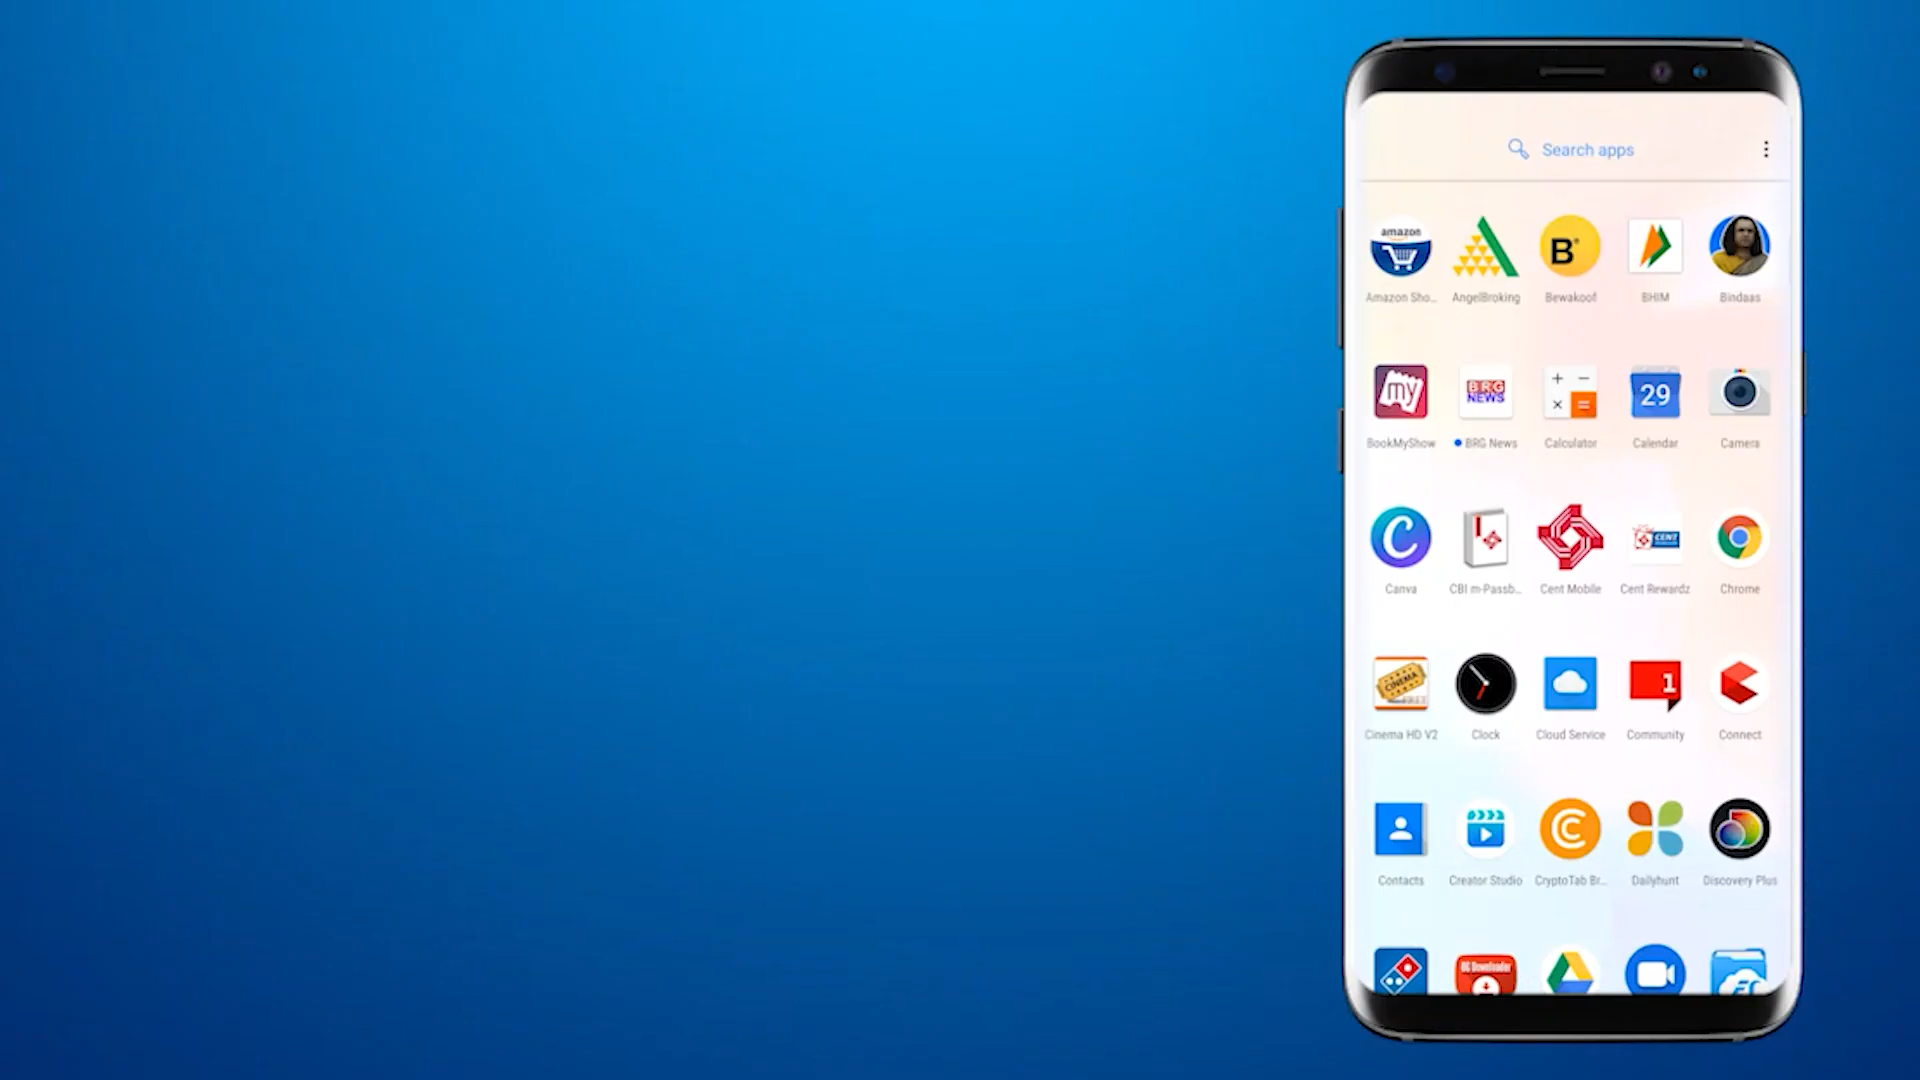 Search apps
amazon
B
Amazon Sho...
AngelBroking
Bewakoof
BHIM
Bindaas
my
BRG
NEWS
29
BookMyShow
BRG News
Calculator
Calendar
Camera
C
CENT
Canva
CBI m-Passb...
Cent Mobile
Cent Rewardz
Chrome
CINEMA
1
Cinema HD V2
Clock
Cloud Service
Community
Connect
Contacts
Creator Studio
CryptoTab Br...
Dailyhunt
Discovery Plus
OG Downloader